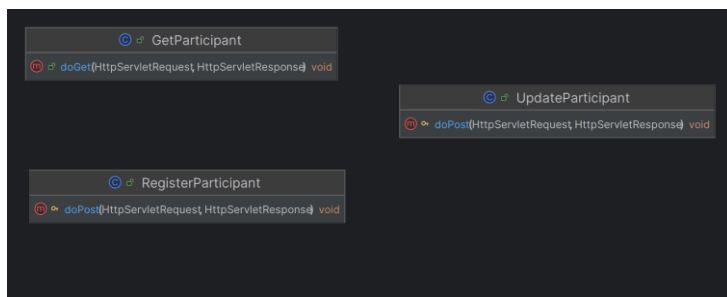 GetParticipant
doGet(HttpServletRequest, HttpServletResponse) void
UpdateParticipant
doPost(HttpServletRequest, HttpServletResponse) void
RegisterParticipant
doPost(HttpServletRequest, HttpServletResponse) void